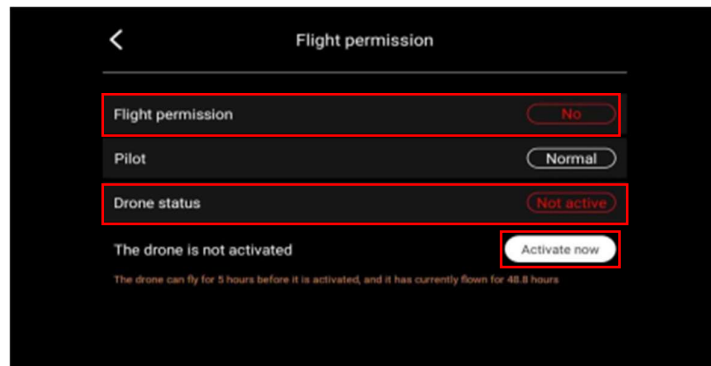 Flight permission
Flight permission No
Pilot Normal
Drone status Not active
The drone is not activated Activate now
The drone can fly for 5 hours before it is activated, and it has currently flown for 48.8 hours